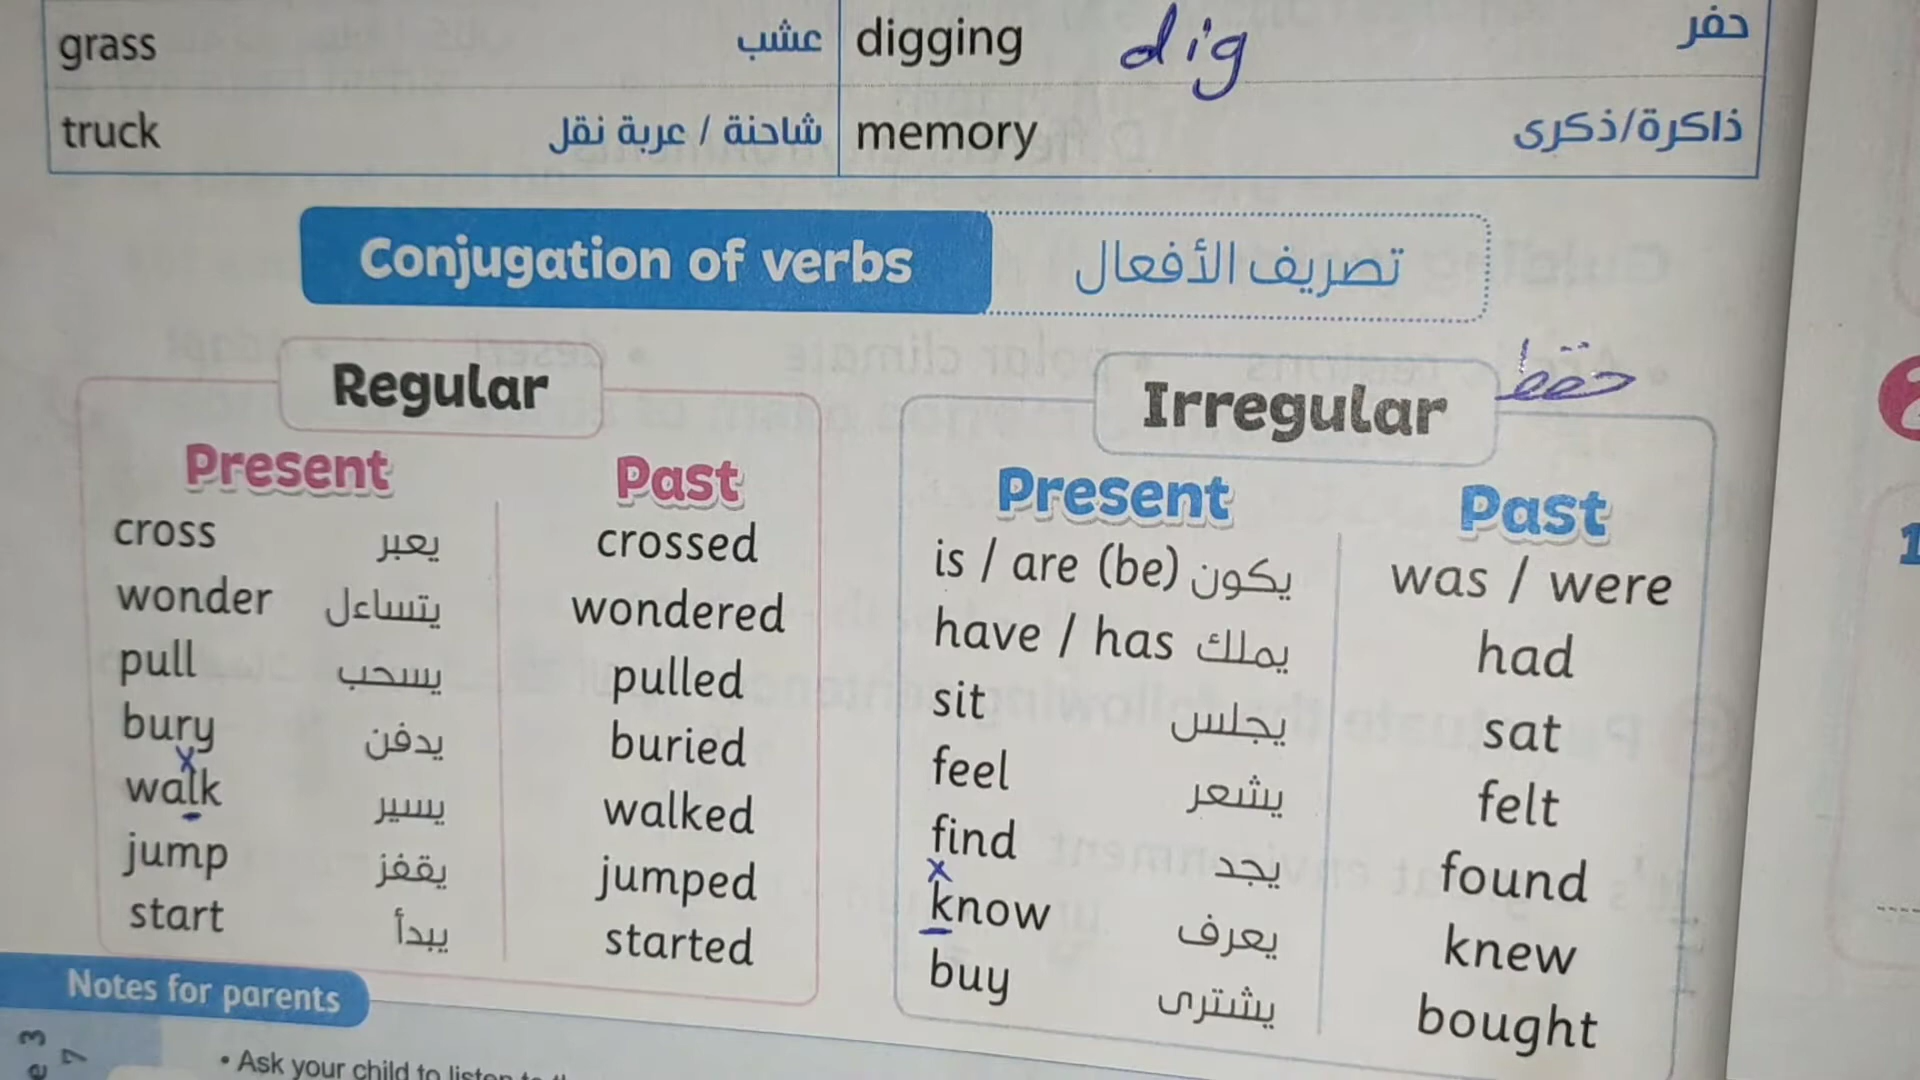 grass عشب digging dig حفر
truck شاحنة / عربة نقل memory ذاكرة/ذكرى
Conjugation of verbs تصريف الأفعال
Regular
Present Past
cross يعبر crossed
wonder يتساءل wondered
pull يسحب pulled
bury يدفن buried
x
walk يسير walked
jump يقفز jumped
start يبدأ started
Irregular حفظ
Present Past
is / are (be) يكون was / were
have / has يملك had
sit يجلس sat
feel يشعر felt
find يجد found
x
know يعرف knew
buy يشترى bought
Notes for parents
• Ask your child to listen to